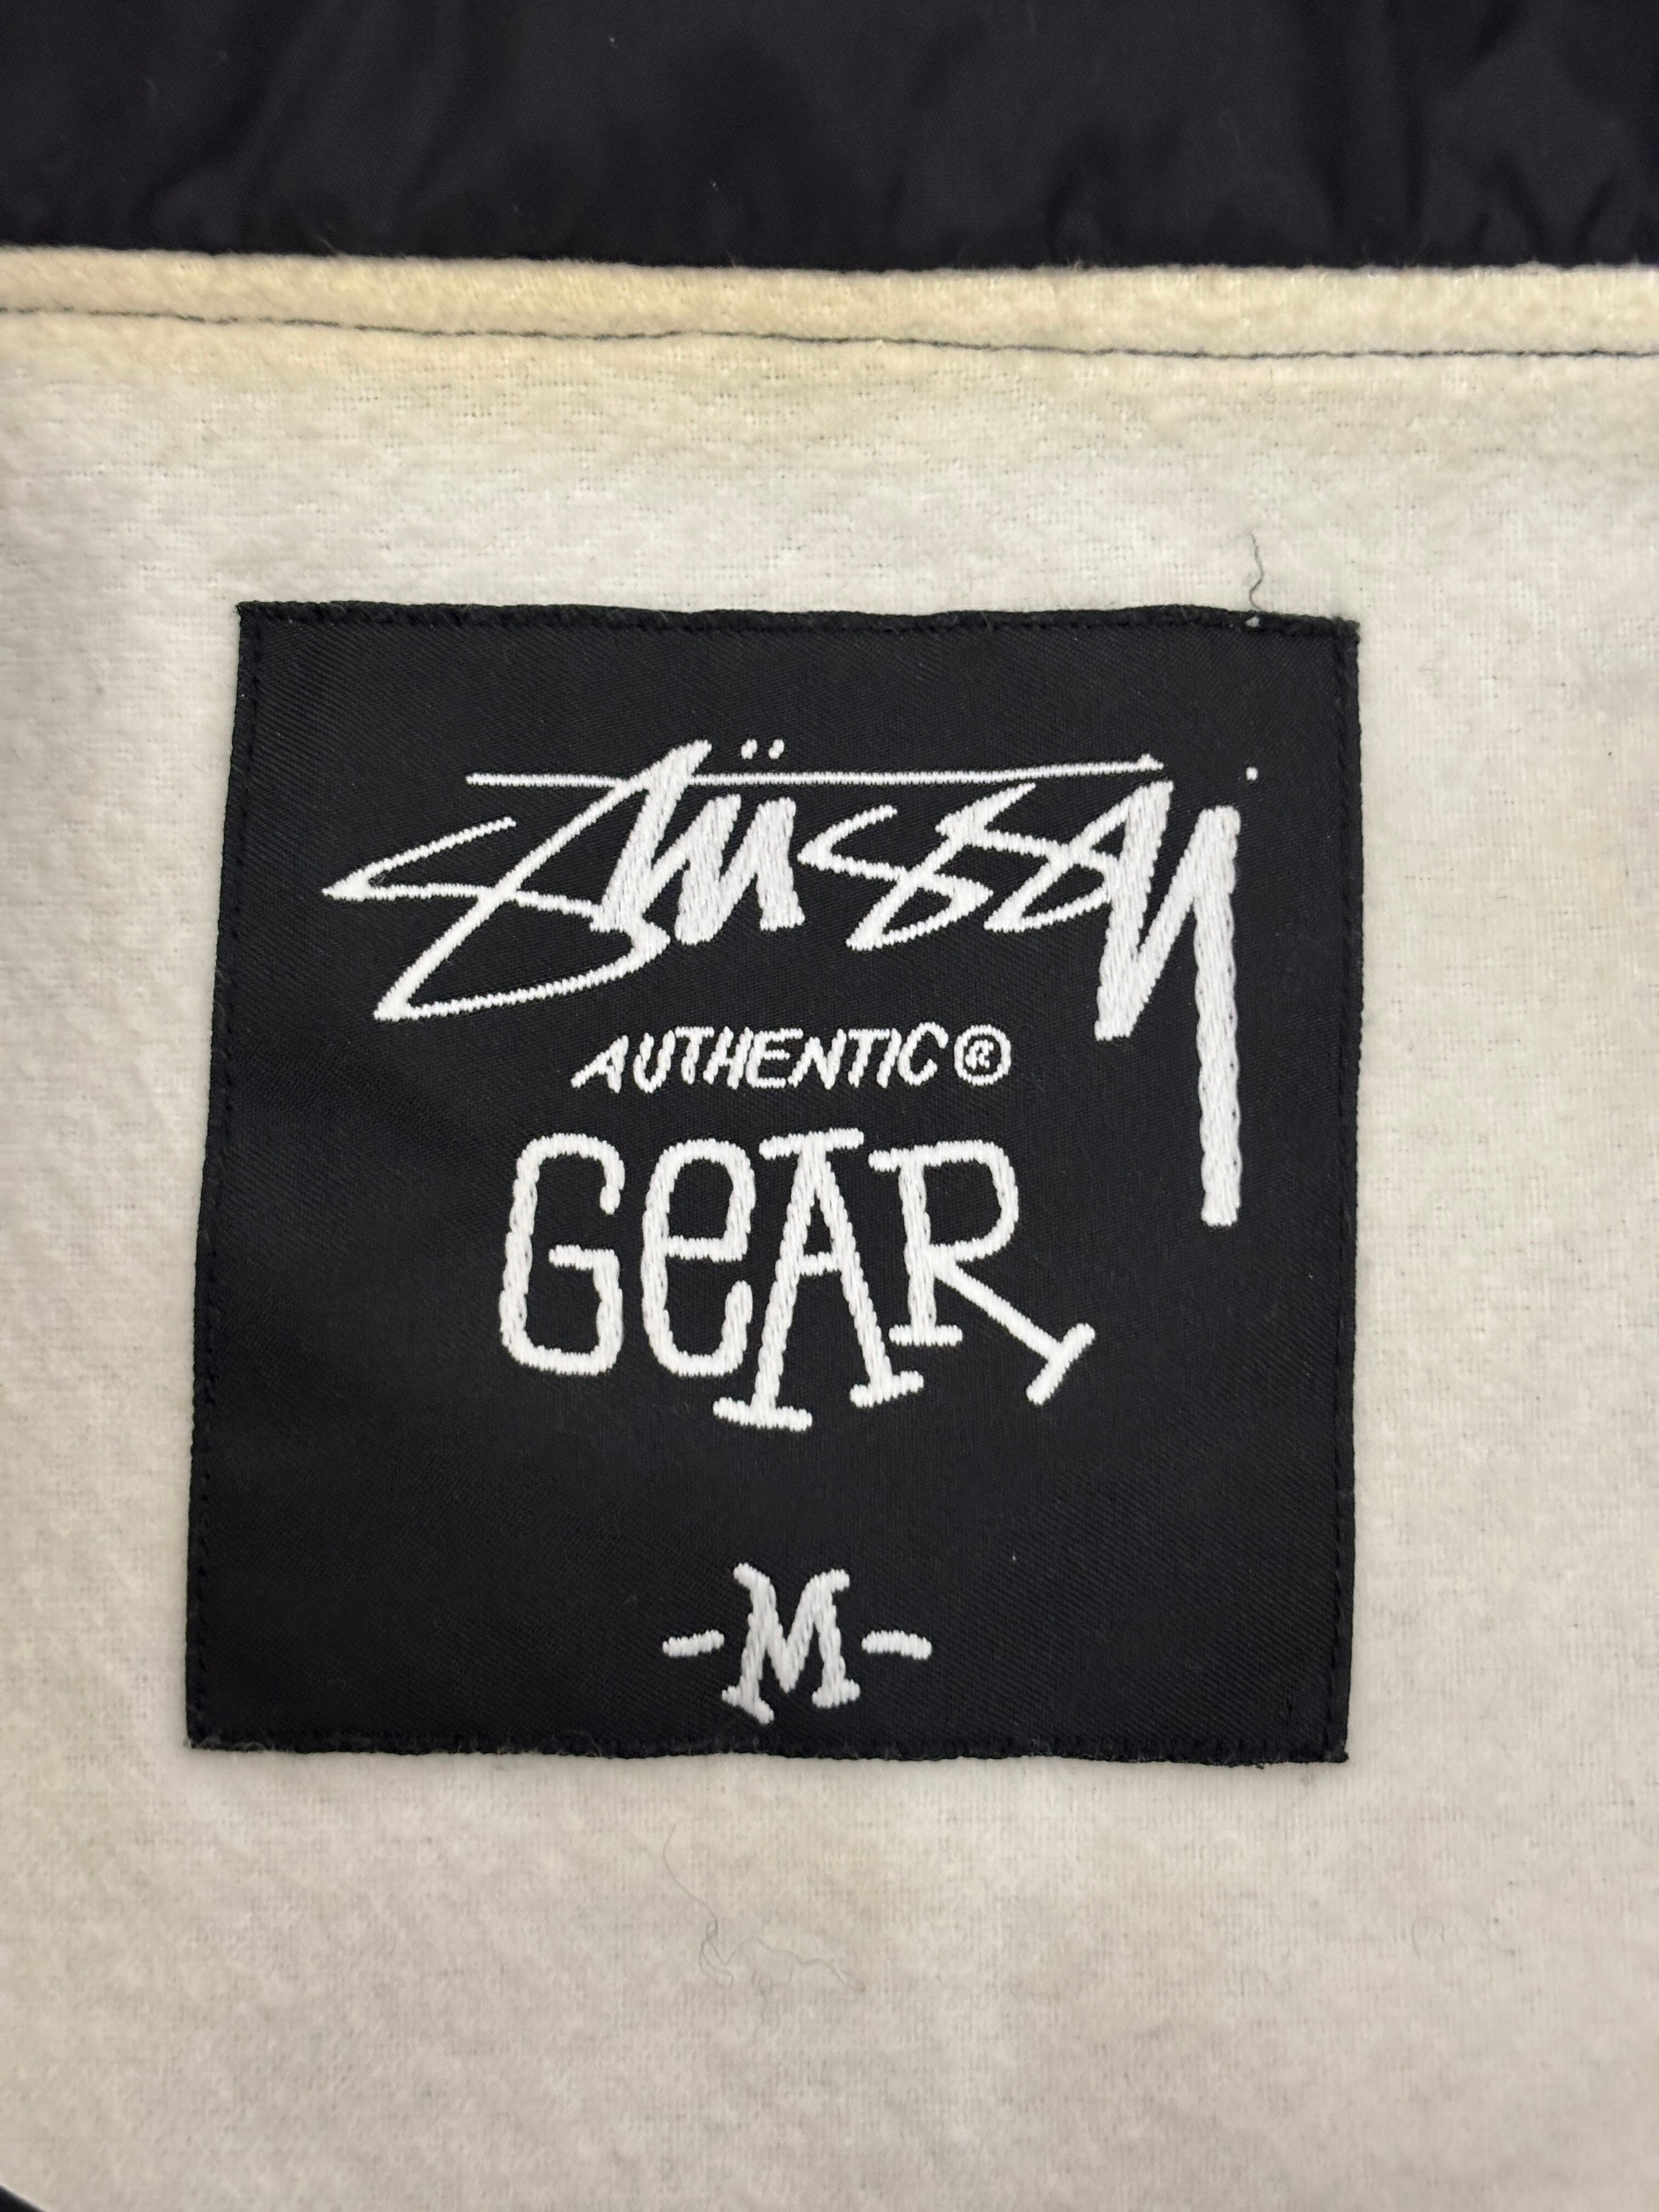 Stüssy
AUTHENTIC®
GeAR
-M-